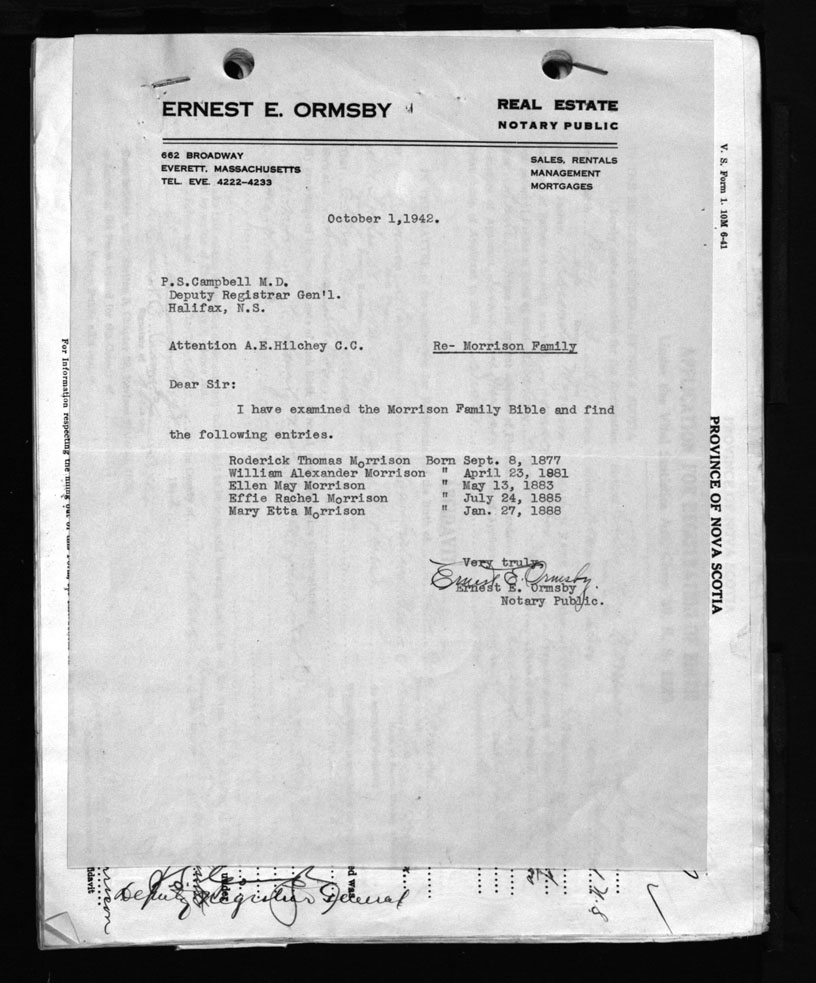 ERNEST E. ORMSBY
REAL ESTATE
NOTARY PUBLIC
662 BROADWAY
EVERETT, MASSACHUSETTS
TEL. EVE. 4222-4233
SALES, RENTALS
MANAGEMENT
MORTGAGES
October 1,1942.
P.S.Campbell M.D.
Deputy Registrar Gen'l.
Halifax, N.S.
Attention A.E.Hilchey C.C.
Re- Morrison Family
Dear Sir:
I have examined the Morrison Family Bible and find
the following entries.
Roderick Thomas Morrison Born Sept. 8, 1877
William Alexander Morrison " April 23, 1881
Ellen May Morrison " May 13, 1883
Effie Rachel Morrison " July 24, 1885
Mary Etta Morrison " Jan. 27, 1888
Very truly,
Ernest E. Ormsby
Ernest E. Ormsby
Notary Public.
V. S. Form 1. 10M 6-41
PROVINCE OF NOVA SCOTIA
For Information respecting the
Deputy Registrar General